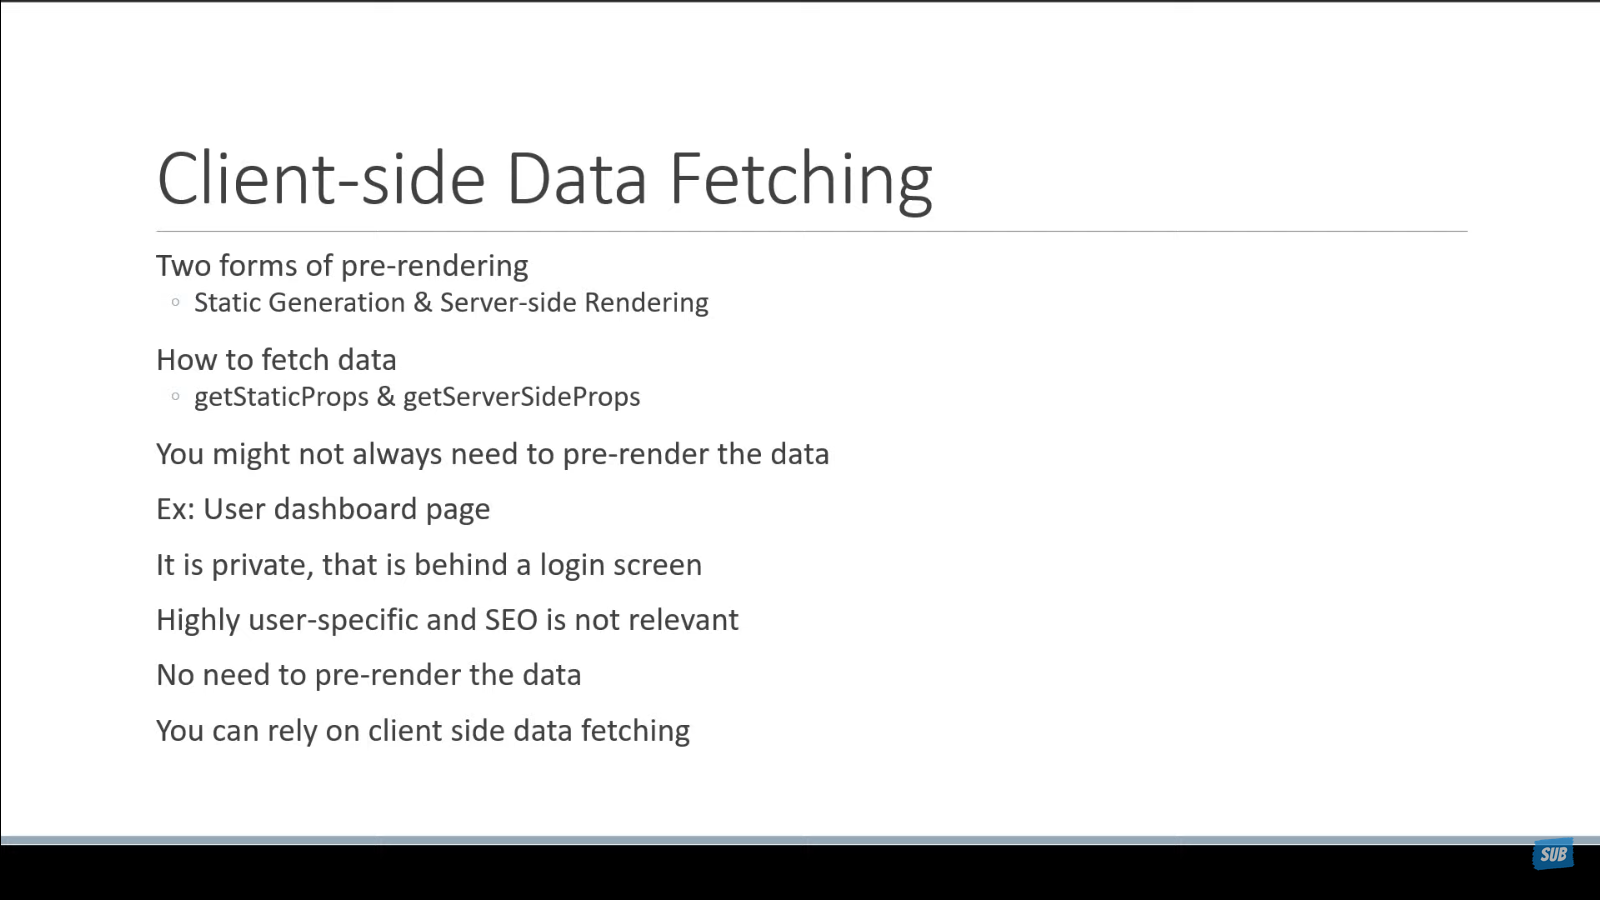 Client-side Data Fetching
Two forms of pre-rendering
◦ Static Generation & Server-side Rendering
How to fetch data
◦ getStaticProps & getServerSideProps
You might not always need to pre-render the data
Ex: User dashboard page
It is private, that is behind a login screen
Highly user-specific and SEO is not relevant
No need to pre-render the data
You can rely on client side data fetching
SUB